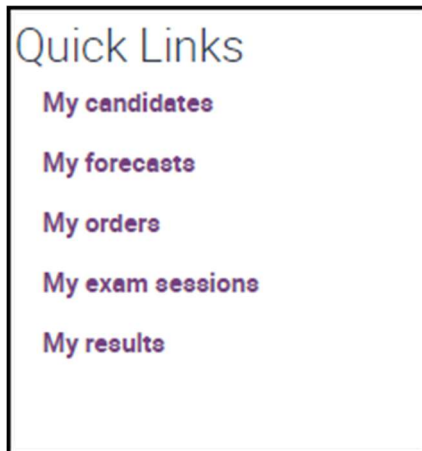 Quick Links
My candidates
My forecasts
My orders
My exam sessions
My results